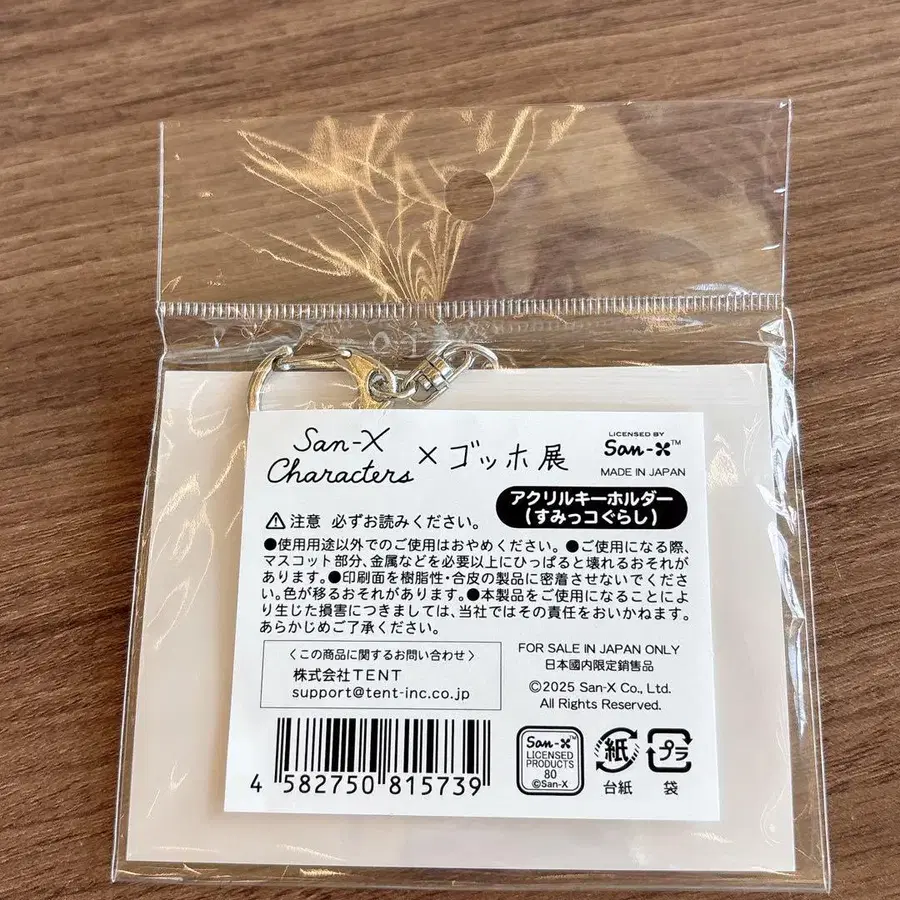 San-X Characters × ゴッホ展
LICENSED BY
San-X™
MADE IN JAPAN
アクリルキーホルダー
(すみっコぐらし)
⚠注意 必ずお読みください。
●使用用途以外でのご使用はおやめください。●ご使用になる際、
マスコット部分、金属などを必要以上にひっぱると壊れるおそれが
あります。●印刷面を樹脂性・合皮の製品に密着させないでくださ
い。色が移るおそれがあります。●本製品をご使用になることによ
り生じた損害につきましては、当社ではその責任をおいかねます。
あらかじめご了承ください。
〈この商品に関するお問い合わせ〉
株式会社TENT
support@tent-inc.co.jp
FOR SALE IN JAPAN ONLY
日本國内限定銷售品
©2025 San-X Co., Ltd.
All Rights Reserved.
4 582750 815739
San-X
LICENSED
PRODUCTS
80
©San-X
紙
台紙
プラ
袋